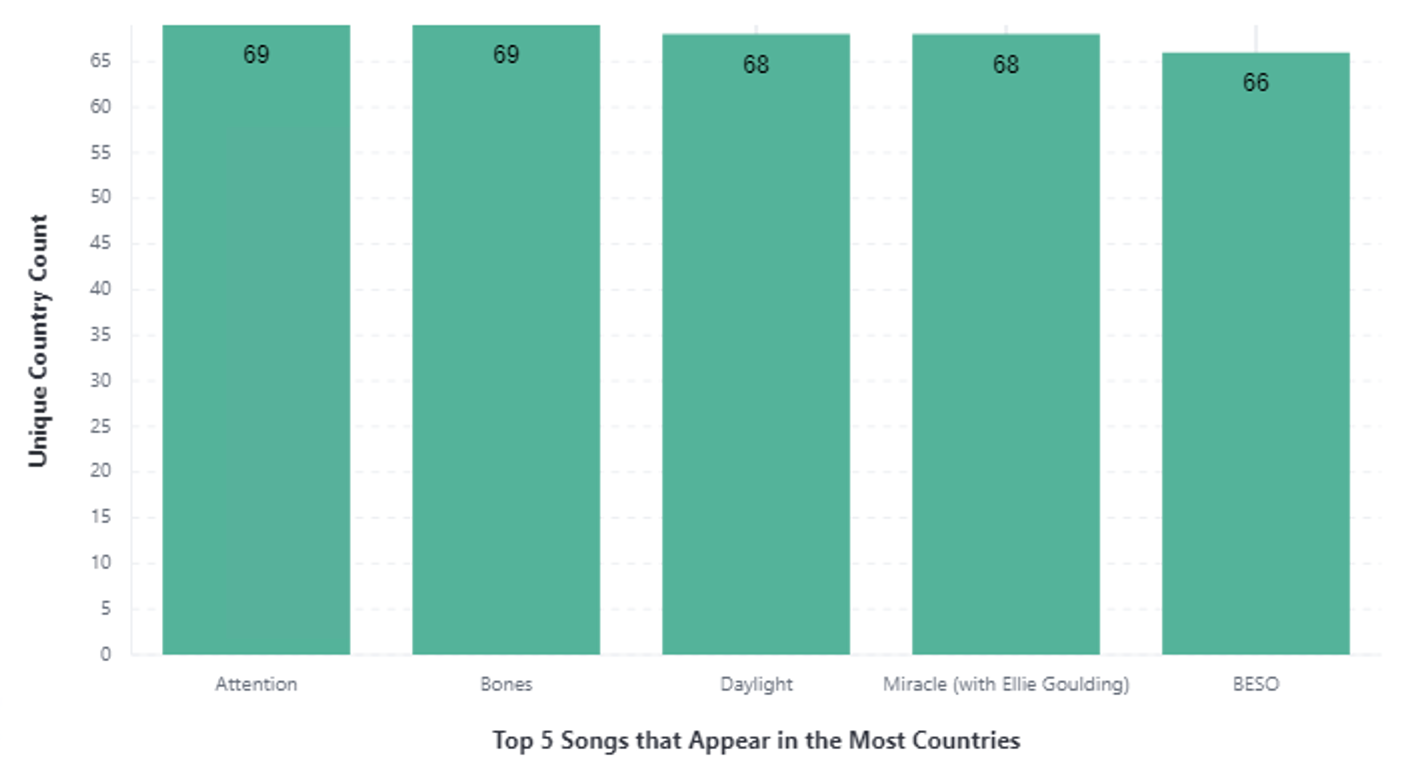 69
69
68
68
66
65
60
55
50
45
40
35
30
25
20
15
10
5
0
Unique Country Count
Attention
Bones
Daylight
Miracle (with Ellie Goulding)
BESO
Top 5 Songs that Appear in the Most Countries